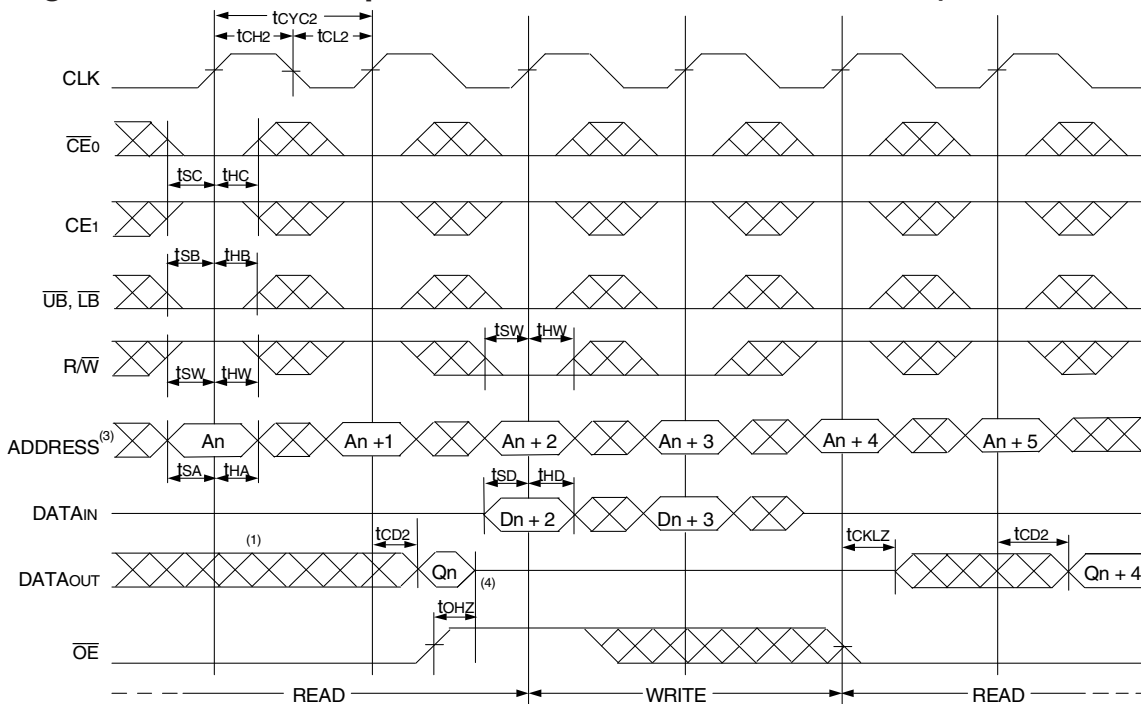 tCYC2
tCH2 tCL2
CLK
CE0
tSC tHC
CE1
tSB tHB
UB, LB
tSW tHW
R/W
tSW tHW
ADDRESS(3) An An +1 An + 2 An + 3 An + 4 An + 5
tSA tHA tSD tHD
DATAIN Dn + 2 Dn + 3
(1) tCD2 tCKLZ tCD2
DATAOUT Qn (4) Qn + 4
tOHZ
OE
READ WRITE READ